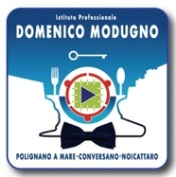 Istituto Professionale
DOMENICO MODUGNO
POLIGNANO A MARE-CONVERSANO-NOICATTARO